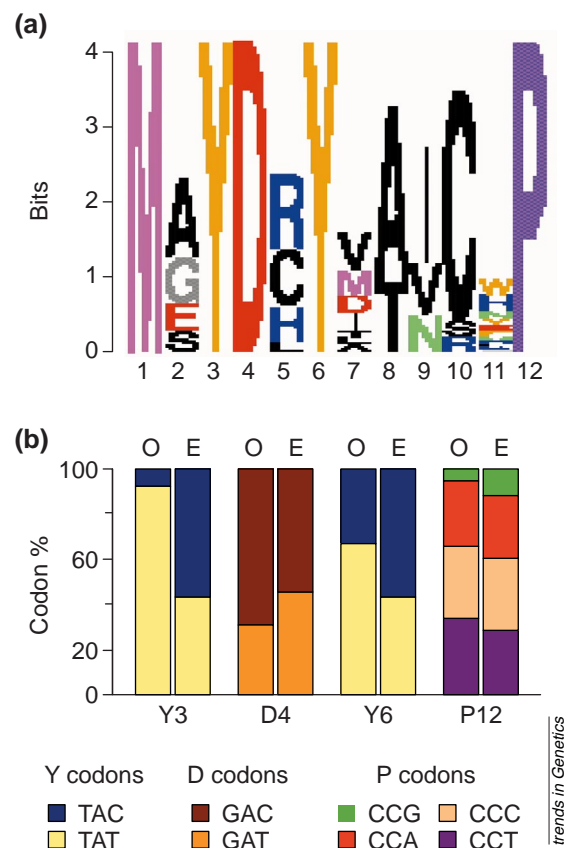 (a)
4
3
2
1
0
Bits
M A G E S Y D R C H L Y V M D I A T I V N C S R P
1 2 3 4 5 6 7 8 9 10 11 12
(b)
O E O E O E O E
100
60
20
0
Codon %
Y3 D4 Y6 P12
Y codons D codons P codons
TAC GAC CCG CCC
TAT GAT CCA CCT
trends in Genetics